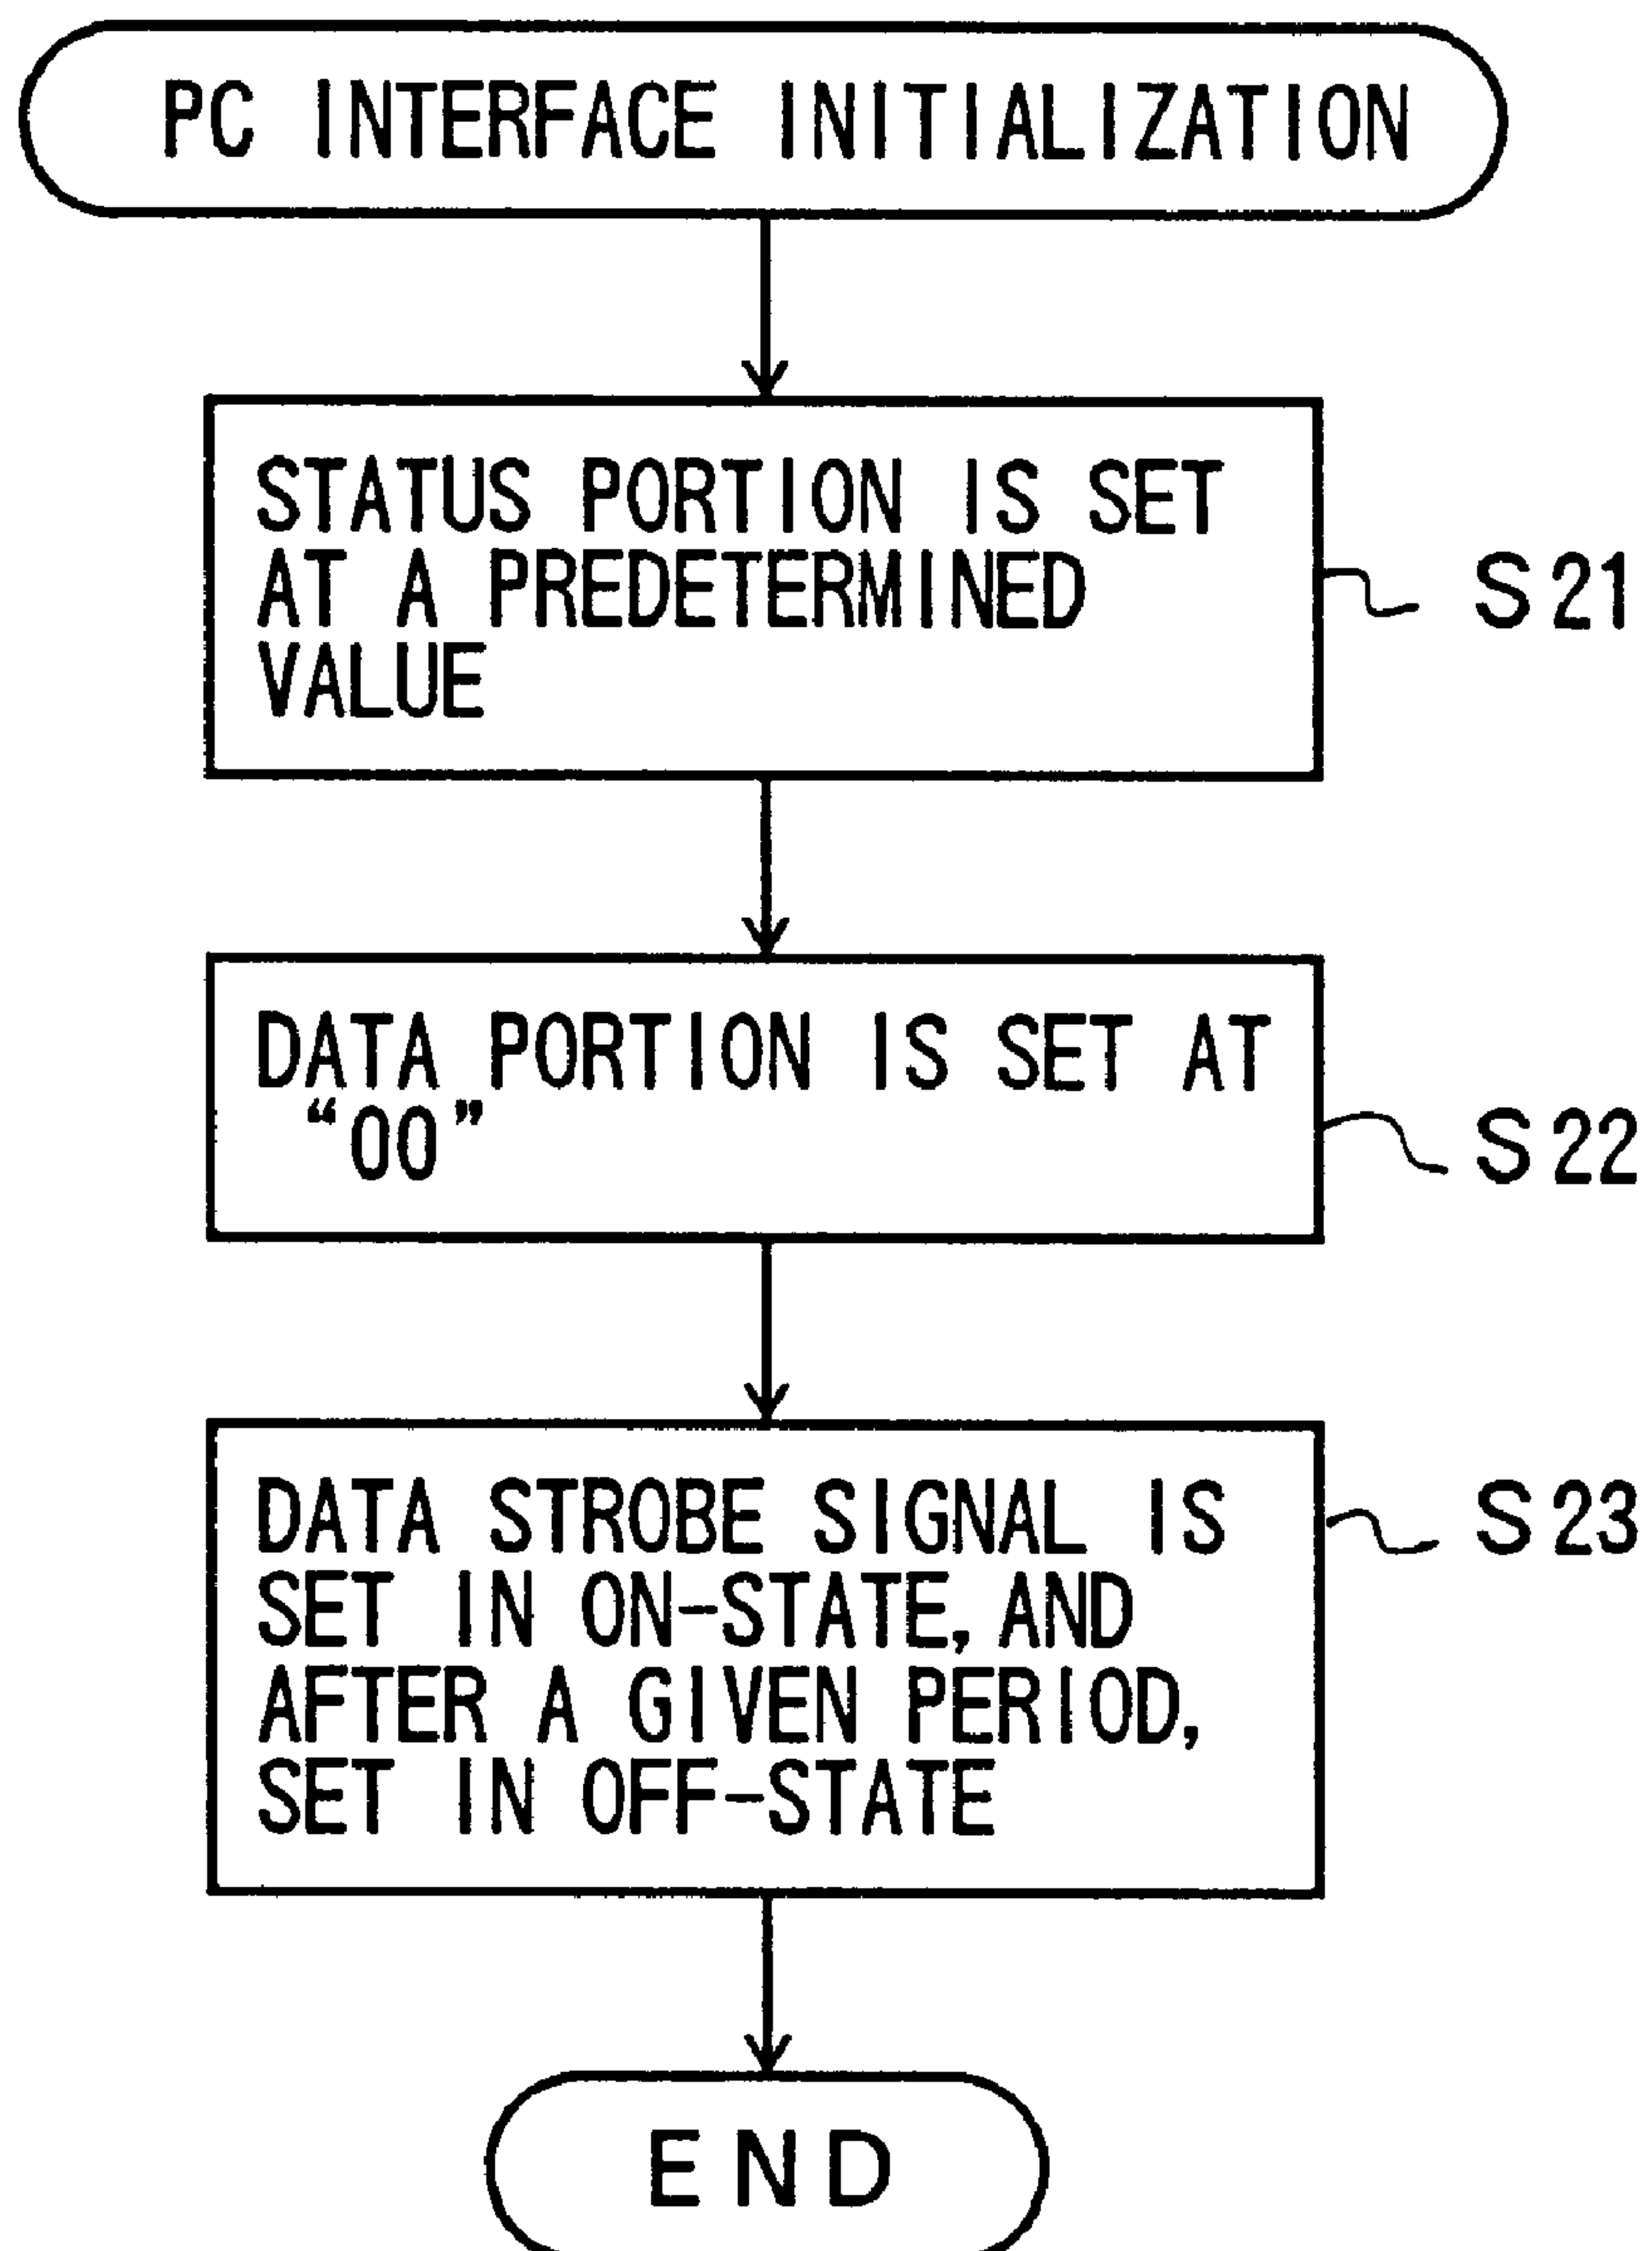 PC INTERFACE INITIALIZATION
STATUS PORTION IS SET
AT A PREDETERMINED
VALUE
S21
DATA PORTION IS SET AT
“00”
S22
DATA STROBE SIGNAL IS
SET IN ON-STATE, AND
AFTER A GIVEN PERIOD,
SET IN OFF-STATE
S23
END